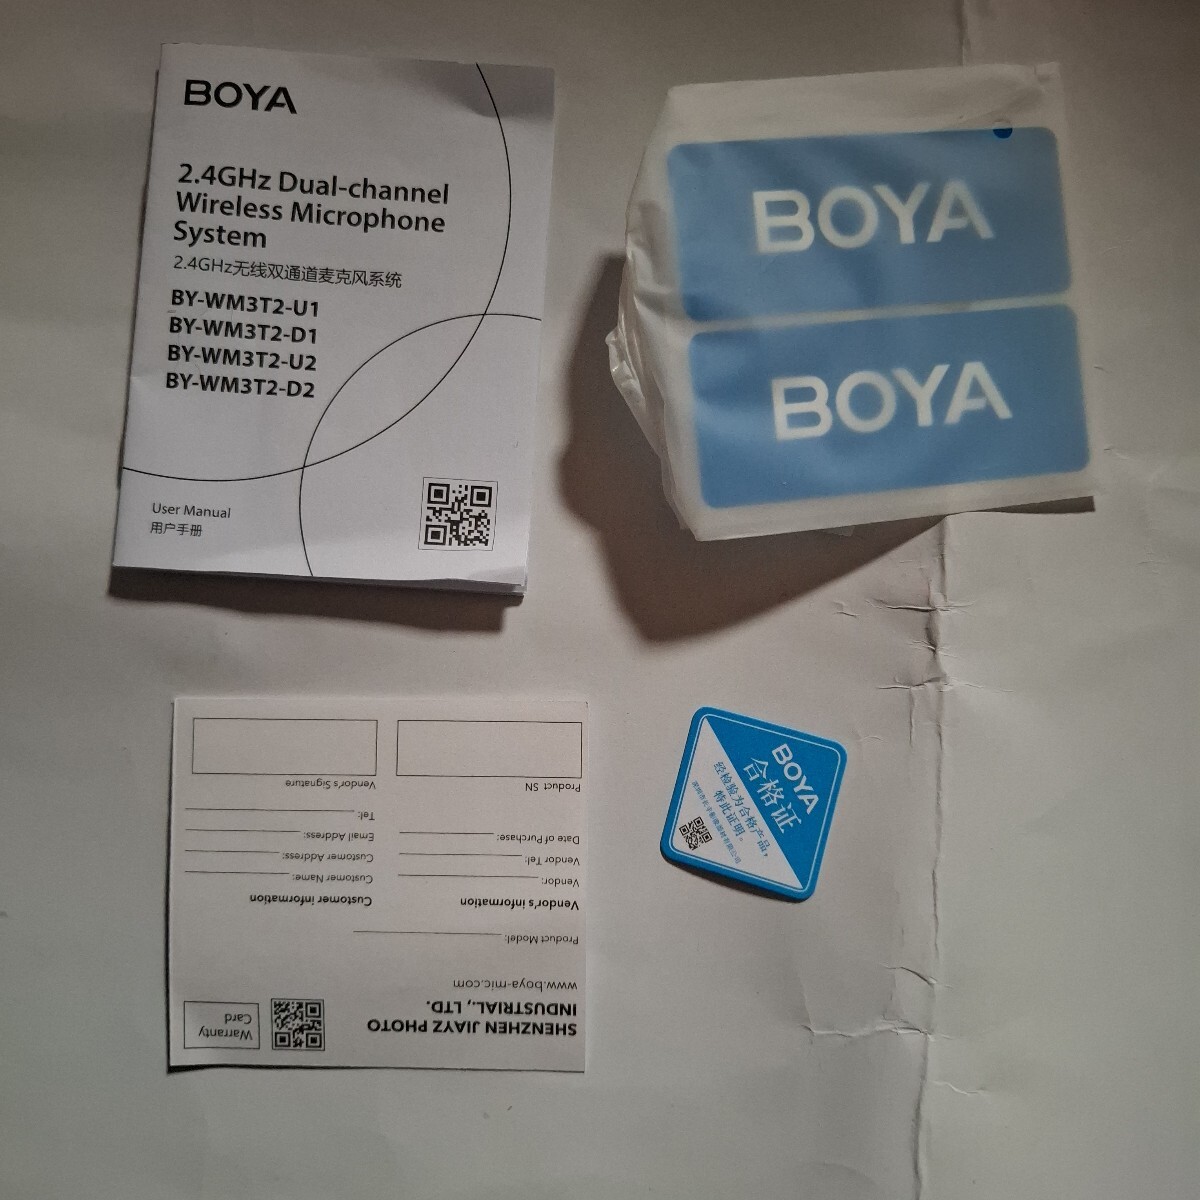 BOYA
2.4GHz Dual-channel
Wireless Microphone
System
2.4GHz无线双通道麦克风系统
BY-WM3T2-U1
BY-WM3T2-D1
BY-WM3T2-U2
BY-WM3T2-D2
User Manual
用户手册
BOYA
BOYA
SHENZHEN JIAYZ PHOTO
INDUSTRIAL., LTD.
www.boya-mic.com
Warranty
Card
Product Model:
Vendor's information
Vendor:
Vendor Tel:
Date of Purchase:
Product SN
Customer information
Customer Name:
Customer Address:
Email Address:
Tel:
Vendor's Signature
BOYA
合格证
经检验为合格产品，
特此证明。